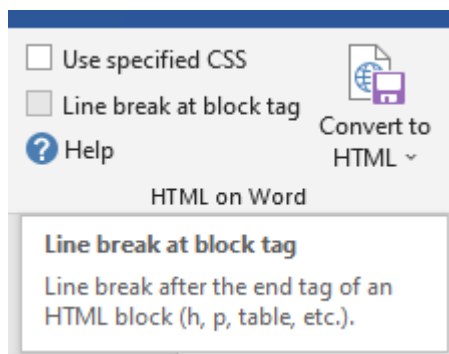 Use specified CSS
Line break at block tag
Help
Convert to
HTML
HTML on Word
Line break at block tag
Line break after the end tag of an
HTML block (h, p, table, etc.).